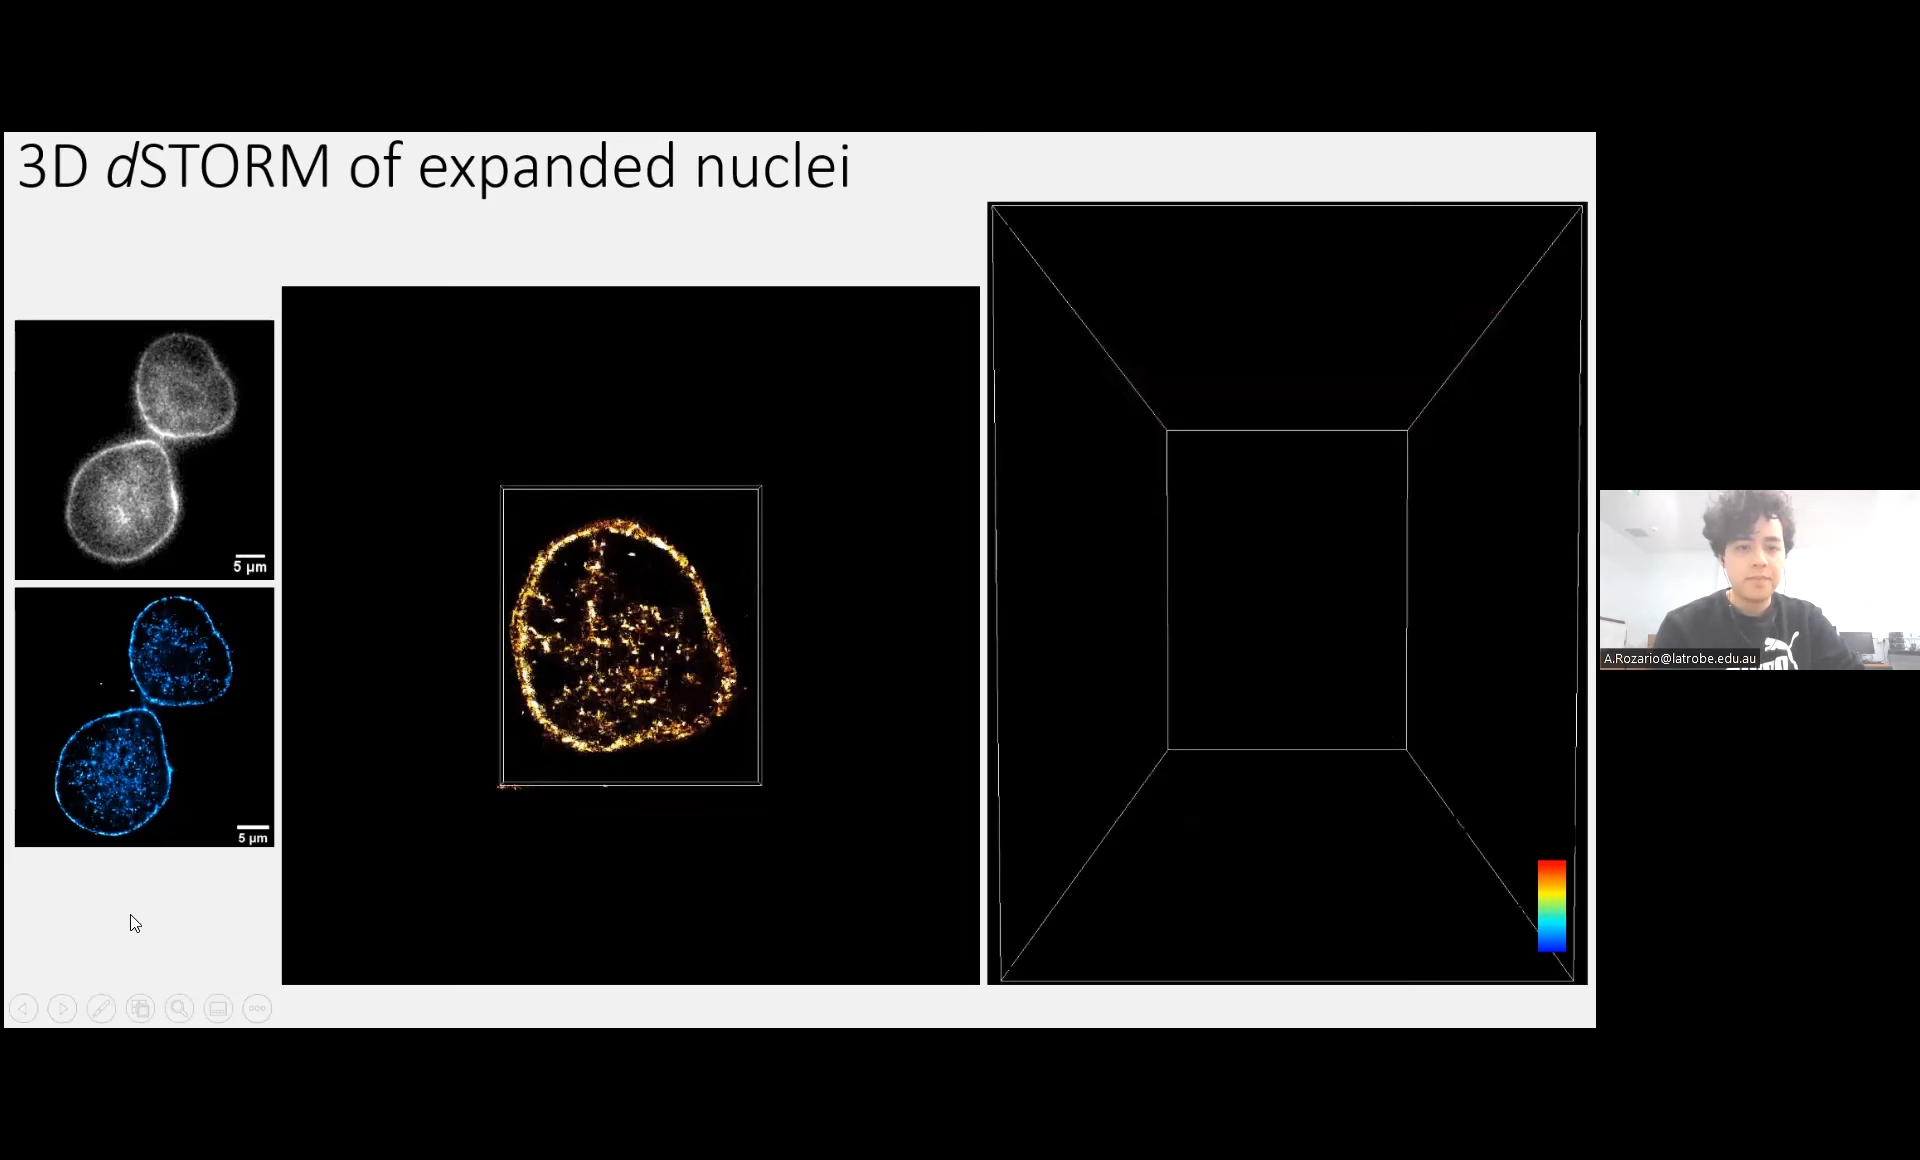 3D dSTORM of expanded nuclei
5 µm
5 µm
A.Rozario@latrobe.edu.au